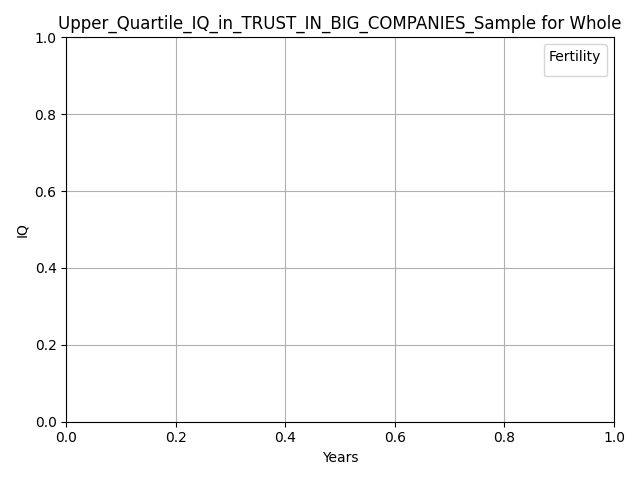 Upper_Quartile_IQ_in_TRUST_IN_BIG_COMPANIES_Sample for Whole
Fertility
1.0
0.8
0.6
0.4
0.2
0.0
IQ
0.0 0.2 0.4 0.6 0.8 1.0
Years